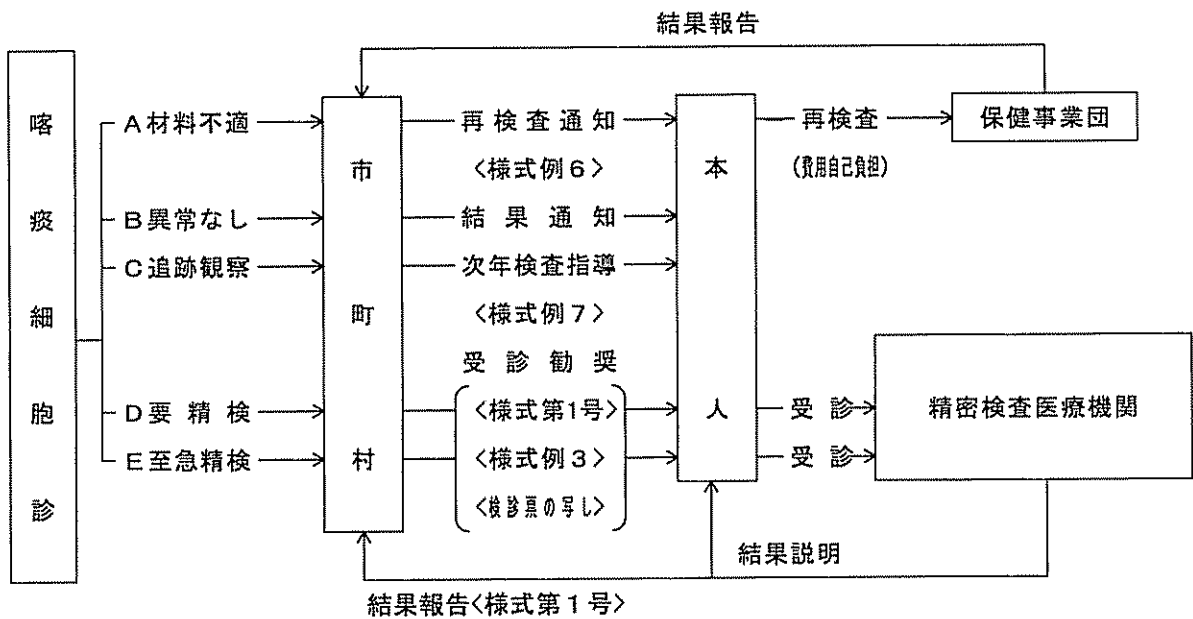 結果報告
喀痰細胞診
A材料不適
B異常なし
C追跡観察
D要精検
E至急精検
市町村
再検査通知
<様式例6>
結果通知
次年検査指導
<様式例7>
受診勧奨
<様式第1号>
<様式例3>
<検診票の写し>
本人
再検査
(費用自己負担)
保健事業団
受診
受診
精密検査医療機関
結果説明
結果報告<様式第1号>